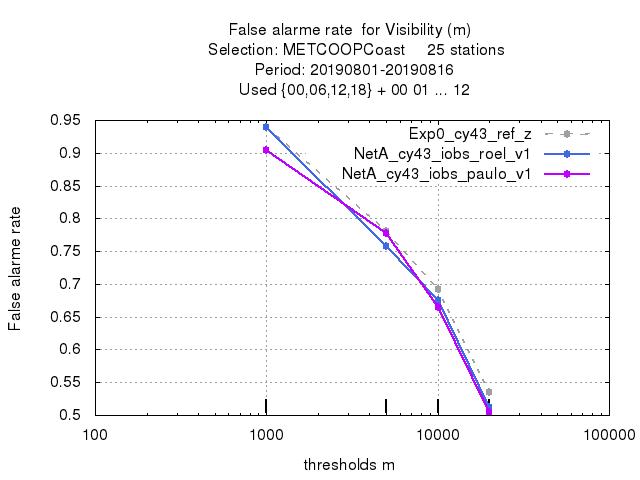 False alarme rate  for Visibility (m)
Selection: METCOOPCoast     25 stations
Period: 20190801-20190816
Used {00,06,12,18} + 00 01 ... 12
Exp0_cy43_ref_z
NetA_cy43_iobs_roel_v1
NetA_cy43_iobs_paulo_v1
False alarme rate
0.95
0.9
0.85
0.8
0.75
0.7
0.65
0.6
0.55
0.5
100 1000 10000 100000
thresholds m